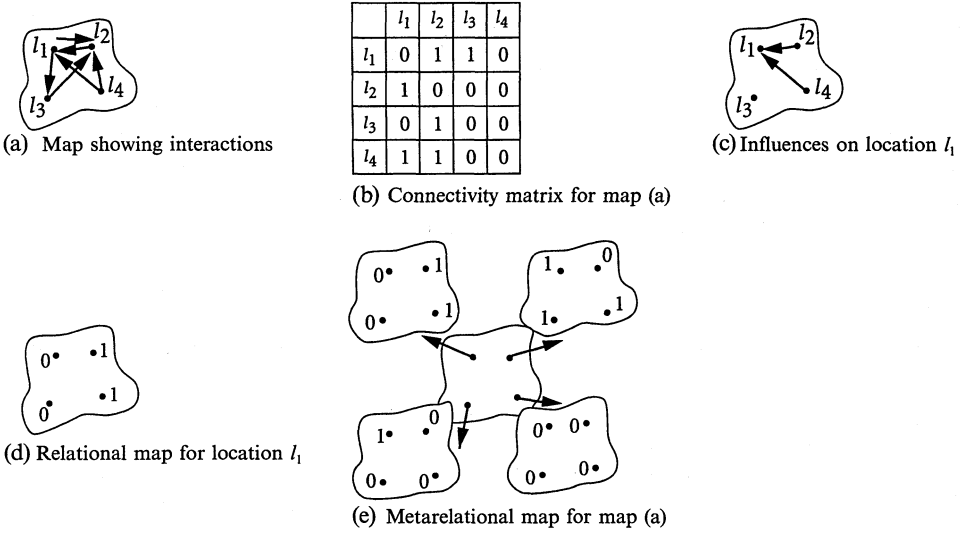 l1 l2
l3 l4
(a) Map showing interactions
l1 l2 l3 l4
l1 0 1 1 0
l2 1 0 0 0
l3 0 1 0 0
l4 1 1 0 0
(b) Connectivity matrix for map (a)
l1 l2
l3 l4
(c) Influences on location l1
0 1
0 1
(d) Relational map for location l1
0 1
0 1
1 0
1 1
1 0
0 0
0 0
0 0
(e) Metarelational map for map (a)